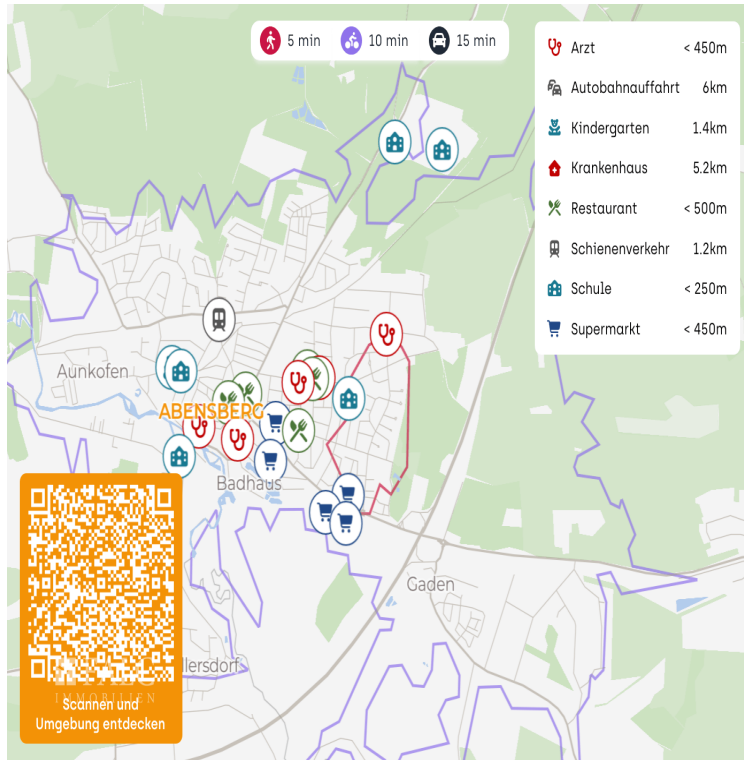 5 min 10 min 15 min
Arzt < 450m
Autobahnauffahrt 6km
Kindergarten 1.4km
Krankenhaus 5.2km
Restaurant < 500m
Schienenverkehr 1.2km
Schule < 250m
Supermarkt < 450m
Aunkofen
ABENSBERG
Badhaus
Gaden
llersdorf
IMMOBILIEN
Scannen und
Umgebung entdecken